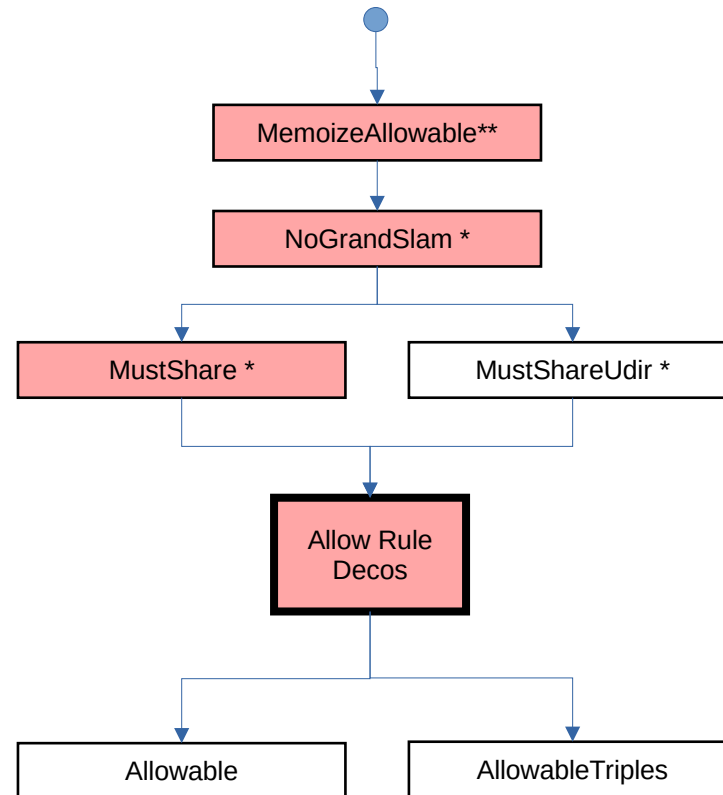 MemoizeAllowable**
NoGrandSlam *
MustShare *
MustShareUdir *
Allow Rule
Decos
Allowable
AllowableTriples